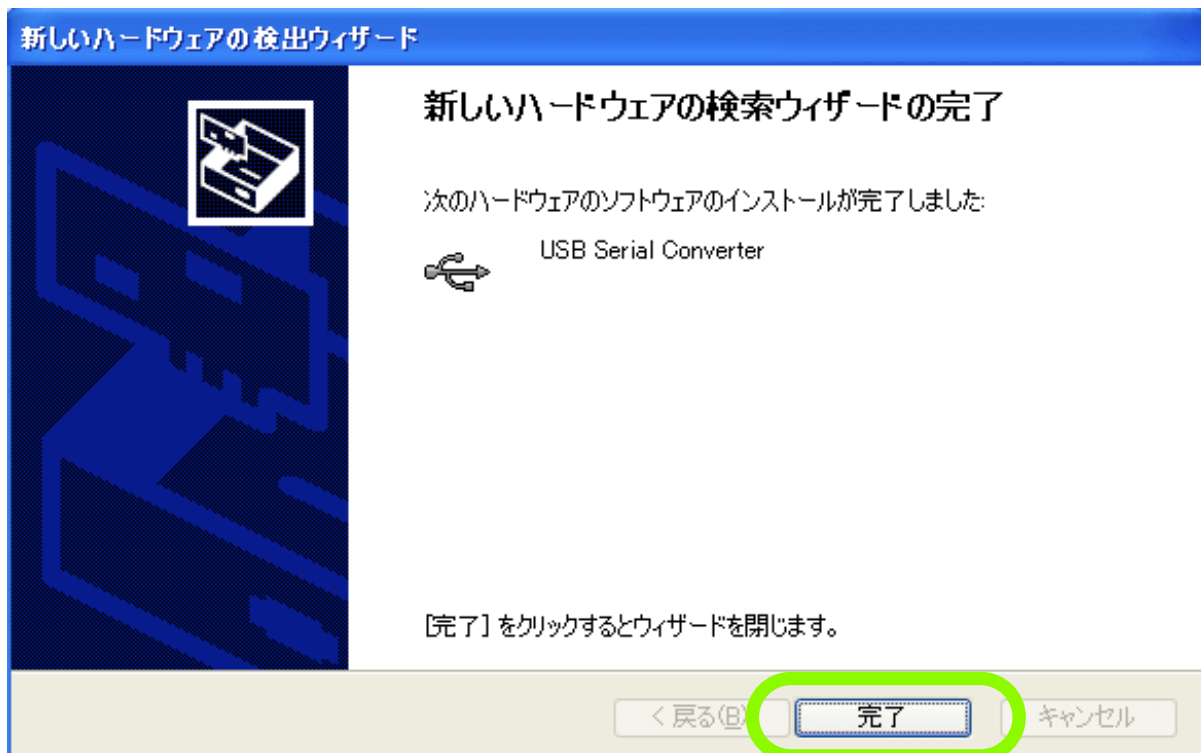 新しいハードウェアの検出ウィザード
新しいハードウェアの検索ウィザードの完了
次のハードウェアのソフトウェアのインストールが完了しました:
USB Serial Converter
[完了] をクリックするとウィザードを閉じます。
< 戻る(B) 完了 キャンセル